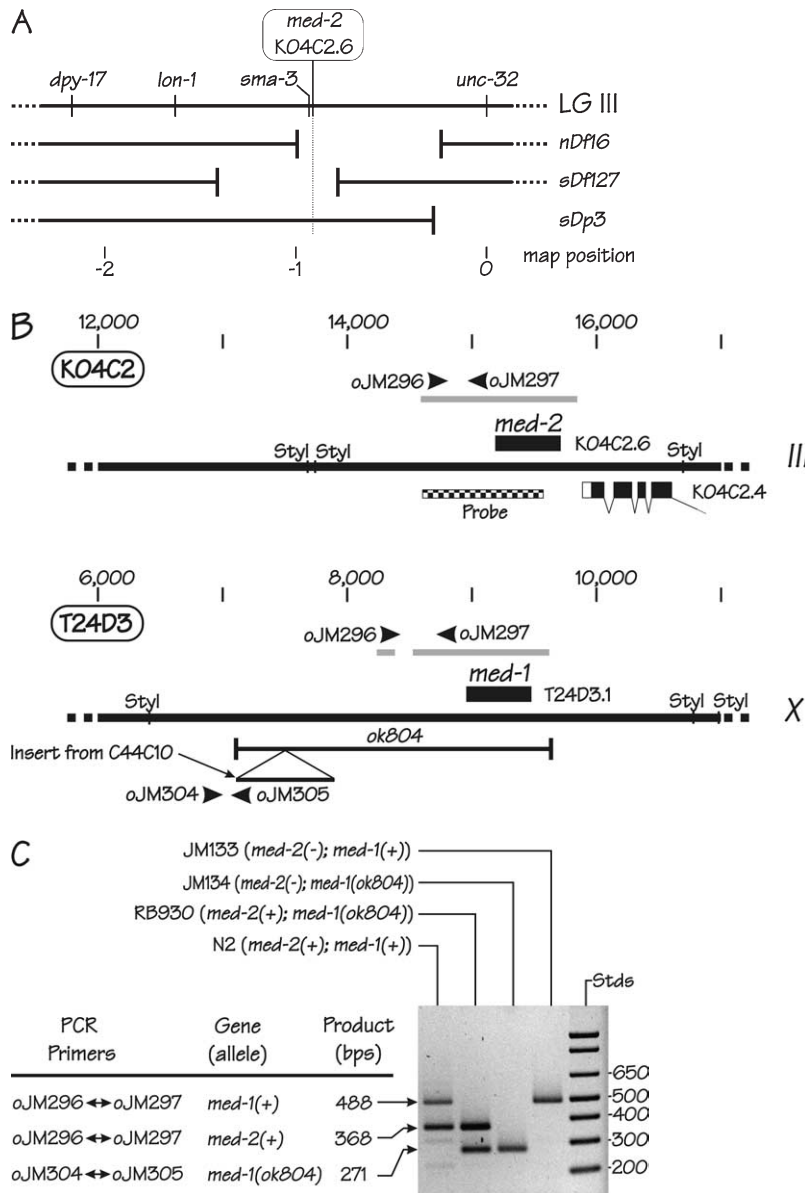 A
med-2
K04C2.6
dpy-17 lon-1 sma-3 unc-32
LG III
nDf16
sDf127
sDp3
-2 -1 0 map position
B
12,000 14,000 16,000
K04C2
oJM296 oJM297
med-2 K04C2.6
StyI StyI StyI
III
Probe
K04C2.4
6,000 8,000 10,000
T24D3
oJM296 oJM297
med-1 T24D3.1
StyI StyI StyI
X
ok804
Insert from C44C10
oJM304 oJM305
C
JM133 (med-2(-); med-1(+))
JM134 (med-2(-); med-1(ok804))
RB930 (med-2(+); med-1(ok804))
N2 (med-2(+); med-1(+))
Stds
PCR Gene Product
Primers (allele) (bps)
oJM296↔oJM297 med-1(+) 488
oJM296↔oJM297 med-2(+) 368
oJM304↔oJM305 med-1(ok804) 271
-650
-500
-400
-300
-200